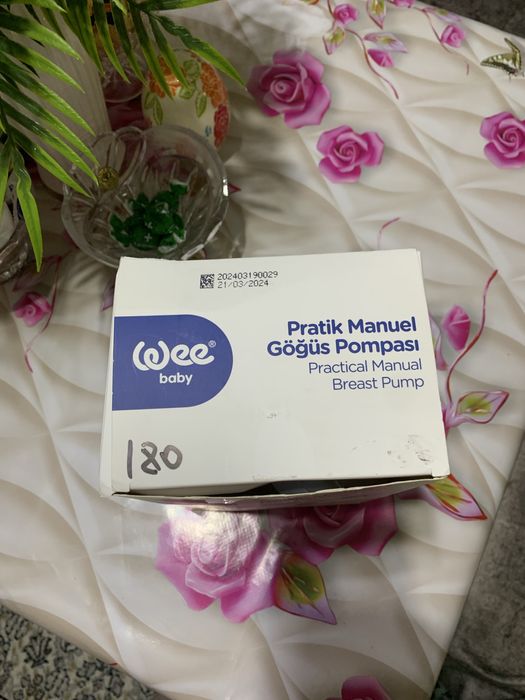 202403190029
21/03/2024
Wee®
baby
Pratik Manuel
Göğüs Pompası
Practical Manual
Breast Pump
180